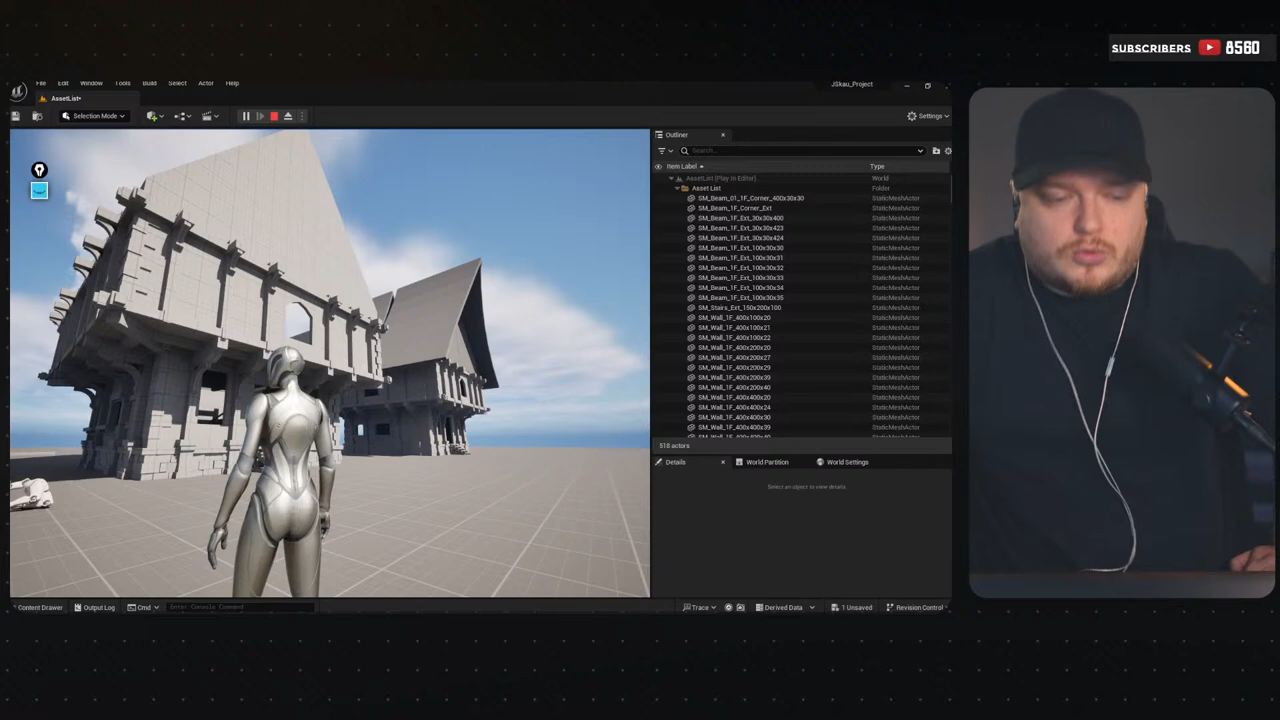 SUBSCRIBERS 8560
File Edit Window Tools Build Select Actor Help
JSkau_Project
AssetList•
Selection Mode
Settings
Outliner
Search...
Item Label Type
AssetList (Play In Editor) World
Asset List Folder
SM_Beam_01_1F_Corner_400x30x30 StaticMeshActor
SM_Beam_1F_Corner_Ext StaticMeshActor
SM_Beam_1F_Ext_30x30x400 StaticMeshActor
SM_Beam_1F_Ext_30x30x423 StaticMeshActor
SM_Beam_1F_Ext_30x30x424 StaticMeshActor
SM_Beam_1F_Ext_100x30x30 StaticMeshActor
SM_Beam_1F_Ext_100x30x31 StaticMeshActor
SM_Beam_1F_Ext_100x30x32 StaticMeshActor
SM_Beam_1F_Ext_100x30x33 StaticMeshActor
SM_Beam_1F_Ext_100x30x34 StaticMeshActor
SM_Beam_1F_Ext_100x30x35 StaticMeshActor
SM_Stairs_Ext_150x200x100 StaticMeshActor
SM_Wall_1F_400x100x20 StaticMeshActor
SM_Wall_1F_400x100x21 StaticMeshActor
SM_Wall_1F_400x100x22 StaticMeshActor
SM_Wall_1F_400x200x20 StaticMeshActor
SM_Wall_1F_400x200x27 StaticMeshActor
SM_Wall_1F_400x200x29 StaticMeshActor
SM_Wall_1F_400x200x39 StaticMeshActor
SM_Wall_1F_400x200x40 StaticMeshActor
SM_Wall_1F_400x400x20 StaticMeshActor
SM_Wall_1F_400x400x24 StaticMeshActor
SM_Wall_1F_400x400x30 StaticMeshActor
SM_Wall_1F_400x400x39 StaticMeshActor
518 actors
Details World Partition World Settings
Select an object to view details.
Content Drawer Output Log Cmd Enter Console Command Trace Derived Data 1 Unsaved Revision Control